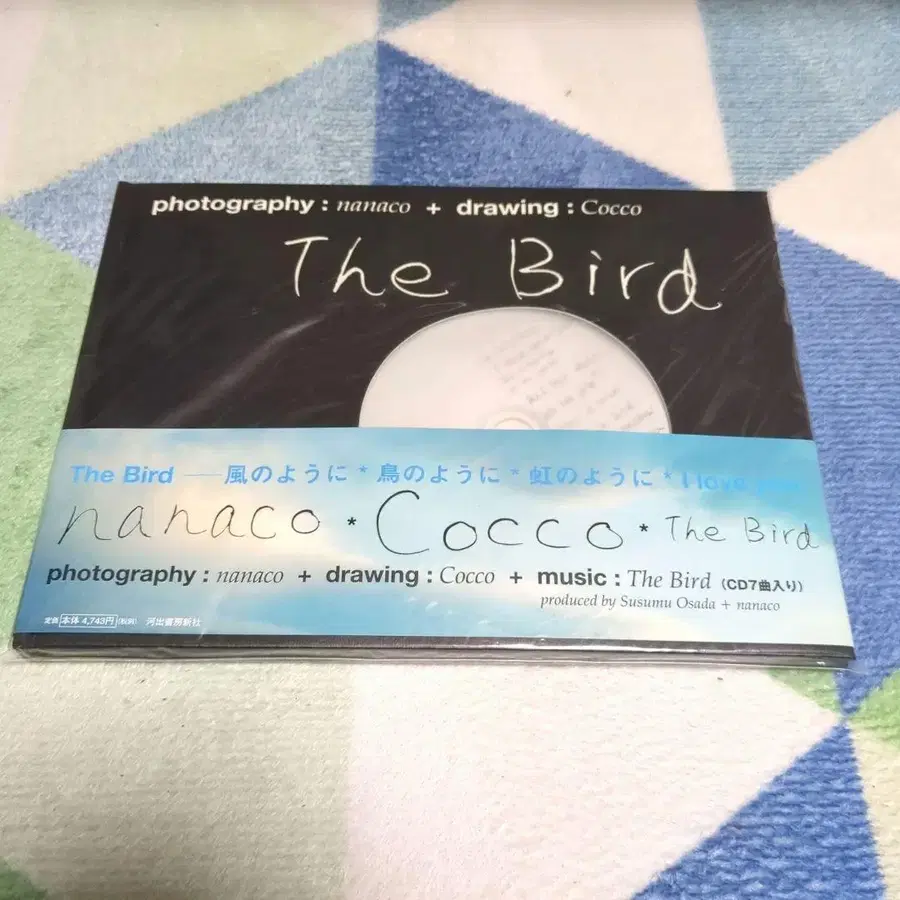 photography : nanaco + drawing : Cocco
The Bird
The Bird ──風のように * 鳥のように * 虹のように * I love you
nanaco * Cocco * The Bird
photography : nanaco + drawing : Cocco + music : The Bird (CD7曲入り)
produced by Susumu Osada + nanaco
定価 本体 4,743円(税別) 河出書房新社